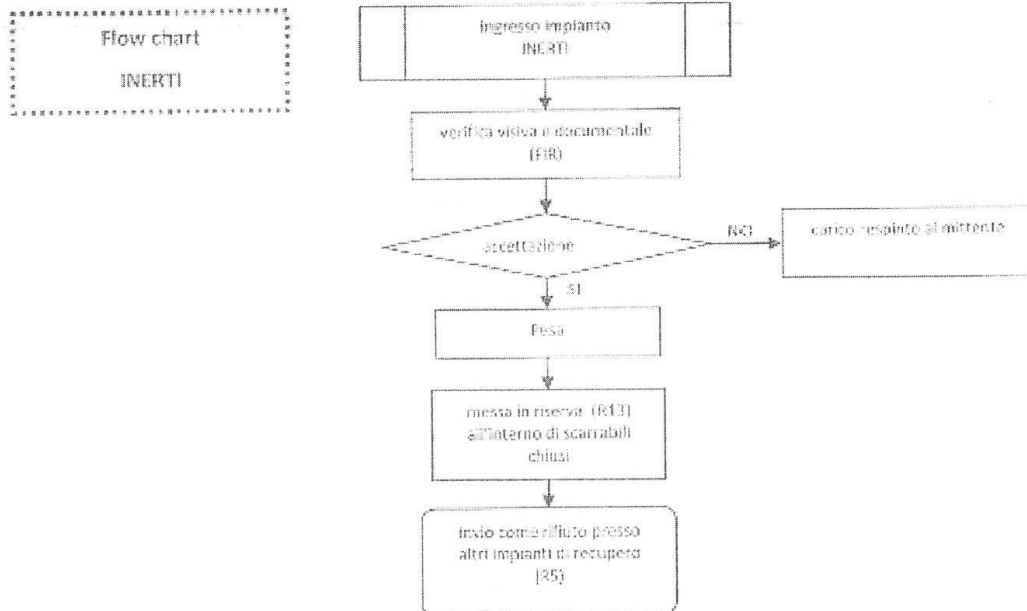 Flow chart
INERTI
ingresso impianto
INERTI
verifica visiva e documentale
(FIR)
accettazione
NO
carico respinto al mittente
SI
Pesa
messa in riserva (R13)
all'interno di scarrabili
chiusi
invio come rifiuto presso
altri impianti di recupero
(R5)